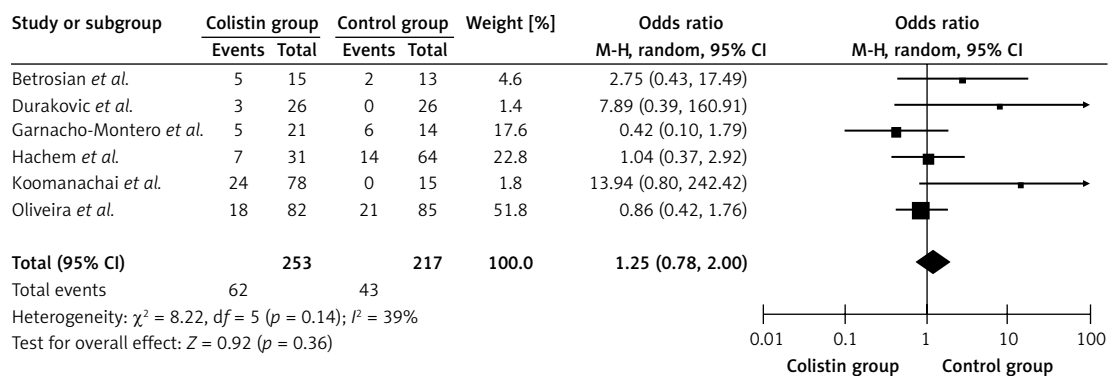 Study or subgroup Colistin group Control group Weight [%] Odds ratio Odds ratio
Events Total Events Total M-H, random, 95% CI M-H, random, 95% CI
Betrosian et al. 5 15 2 13 4.6 2.75 (0.43, 17.49)
Durakovic et al. 3 26 0 26 1.4 7.89 (0.39, 160.91)
Garnacho-Montero et al. 5 21 6 14 17.6 0.42 (0.10, 1.79)
Hachem et al. 7 31 14 64 22.8 1.04 (0.37, 2.92)
Koomanachai et al. 24 78 0 15 1.8 13.94 (0.80, 242.42)
Oliveira et al. 18 82 21 85 51.8 0.86 (0.42, 1.76)
Total (95% CI) 253 217 100.0 1.25 (0.78, 2.00)
Total events 62 43
Heterogeneity: χ² = 8.22, df = 5 (p = 0.14); I² = 39%
Test for overall effect: Z = 0.92 (p = 0.36)
0.01 0.1 1 10 100
Colistin group Control group